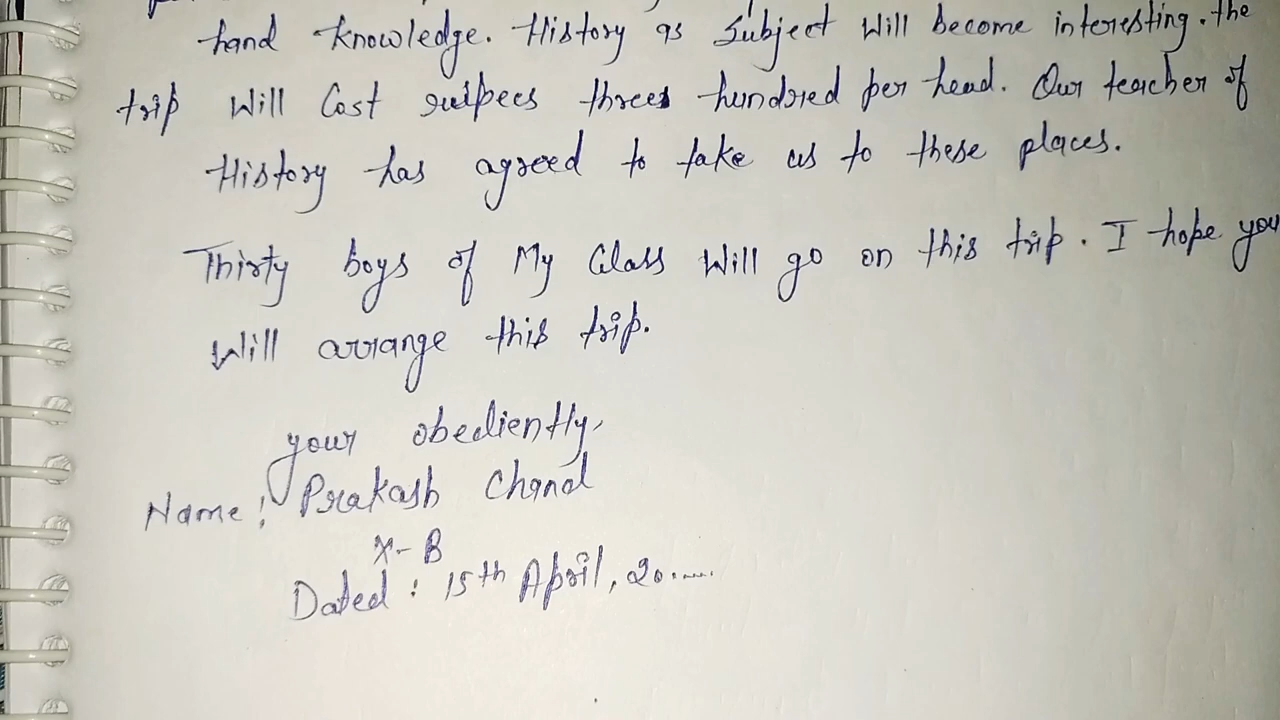 hand knowledge. History as Subject Will become interesting. the
trip Will Cost ruipees threes hundred per head. Our teacher of
History has agreed to take us to these places.
Thirty boys of My Class Will go on this trip. I hope you
Will arrange this trip.
your obediently,
Name: Prakash Chand
X-B
Dated: 15th April, 20......